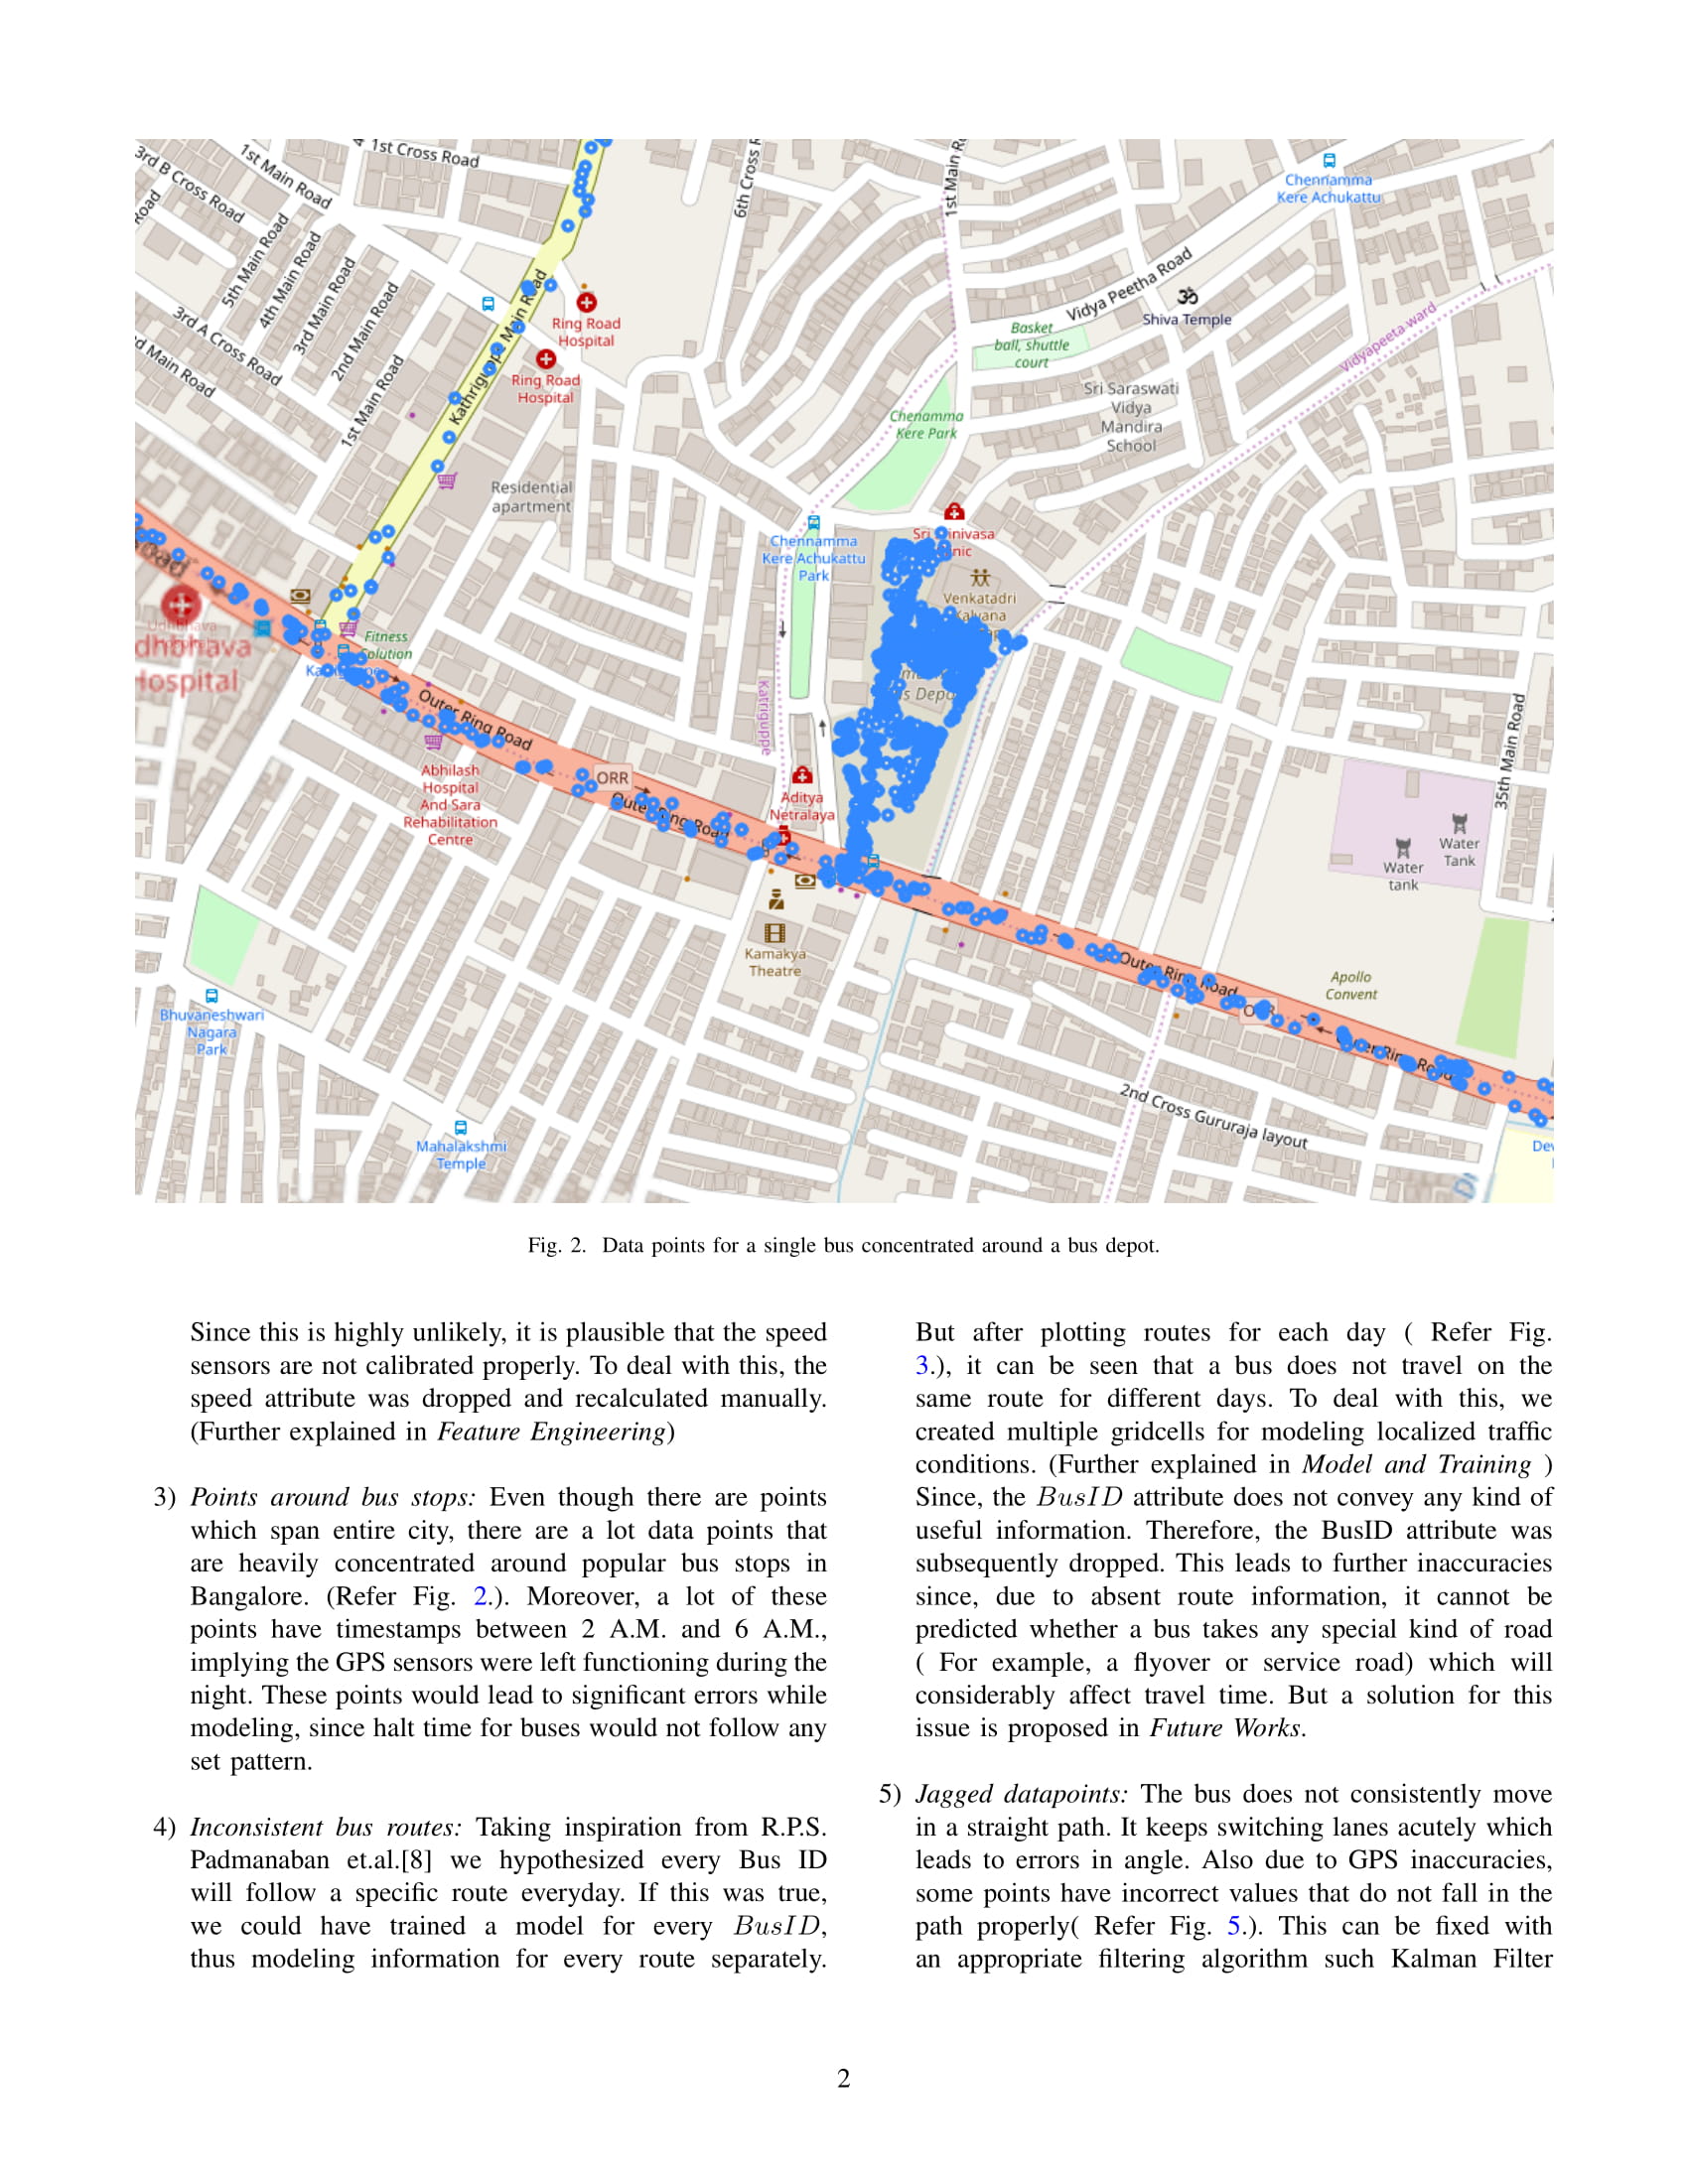 1st Cross Road
3rd B Cross Road
1st Main Road
6th Cross R
1st Main R
Chennamma
Kere Achukattu
Road
5th Main Road
4th Main Road
3rd Main Road
2nd Main Road
1st Main Road
3rd A Cross Road
d Main Road
Kathriguppe Main Road
Ring Road
Hospital
Ring Road
Hospital
Vidya Peetha Road
Shiva Temple
Vidyapeeta ward
Basket
ball, shuttle
court
Sri Saraswati
Vidya
Mandira
School
Chenamma
Kere Park
Residential
apartment
Chennamma
Kere Achukattu
Park
Venkatadri
Kalyana
Katriguppe
Fitness
Solution
dhbhava
Hospital
Outer Ring Road
ORR
Outer Ring Road
Abhilash
Hospital
And Sara
Rehabilitation
Centre
Aditya
Netralaya
35th Main Road
Water
Tank
Water
tank
Kamakya
Theatre
Outer Ring Road
Apollo
Convent
Outer Ring Road
Bhuvaneshwari
Nagara
Park
Mahalakshmi
Temple
2nd Cross Gururaja layout
Dev
Fig. 2. Data points for a single bus concentrated around a bus depot.
Since this is highly unlikely, it is plausible that the speed
sensors are not calibrated properly. To deal with this, the
speed attribute was dropped and recalculated manually.
(Further explained in Feature Engineering)
3) Points around bus stops: Even though there are points
which span entire city, there are a lot data points that
are heavily concentrated around popular bus stops in
Bangalore. (Refer Fig. 2.). Moreover, a lot of these
points have timestamps between 2 A.M. and 6 A.M.,
implying the GPS sensors were left functioning during the
night. These points would lead to significant errors while
modeling, since halt time for buses would not follow any
set pattern.
4) Inconsistent bus routes: Taking inspiration from R.P.S.
Padmanaban et.al.[8] we hypothesized every Bus ID
will follow a specific route everyday. If this was true,
we could have trained a model for every BusID,
thus modeling information for every route separately.
But after plotting routes for each day ( Refer Fig.
3.), it can be seen that a bus does not travel on the
same route for different days. To deal with this, we
created multiple gridcells for modeling localized traffic
conditions. (Further explained in Model and Training )
Since, the BusID attribute does not convey any kind of
useful information. Therefore, the BusID attribute was
subsequently dropped. This leads to further inaccuracies
since, due to absent route information, it cannot be
predicted whether a bus takes any special kind of road
( For example, a flyover or service road) which will
considerably affect travel time. But a solution for this
issue is proposed in Future Works.
5) Jagged datapoints: The bus does not consistently move
in a straight path. It keeps switching lanes acutely which
leads to errors in angle. Also due to GPS inaccuracies,
some points have incorrect values that do not fall in the
path properly( Refer Fig. 5.). This can be fixed with
an appropriate filtering algorithm such Kalman Filter
2